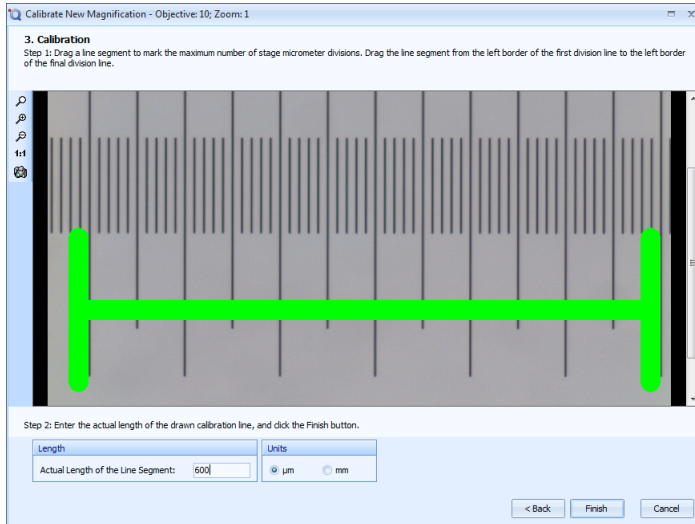 Calibrate New Magnification - Objective: 10; Zoom: 1
3. Calibration
Step 1: Drag a line segment to mark the maximum number of stage micrometer divisions. Drag the line segment from the left border of the first division line to the left border
of the final division line.
1:1
Step 2: Enter the actual length of the drawn calibration line, and click the Finish button.
Length
Units
Actual Length of the Line Segment: 600
µm
mm
< Back
Finish
Cancel